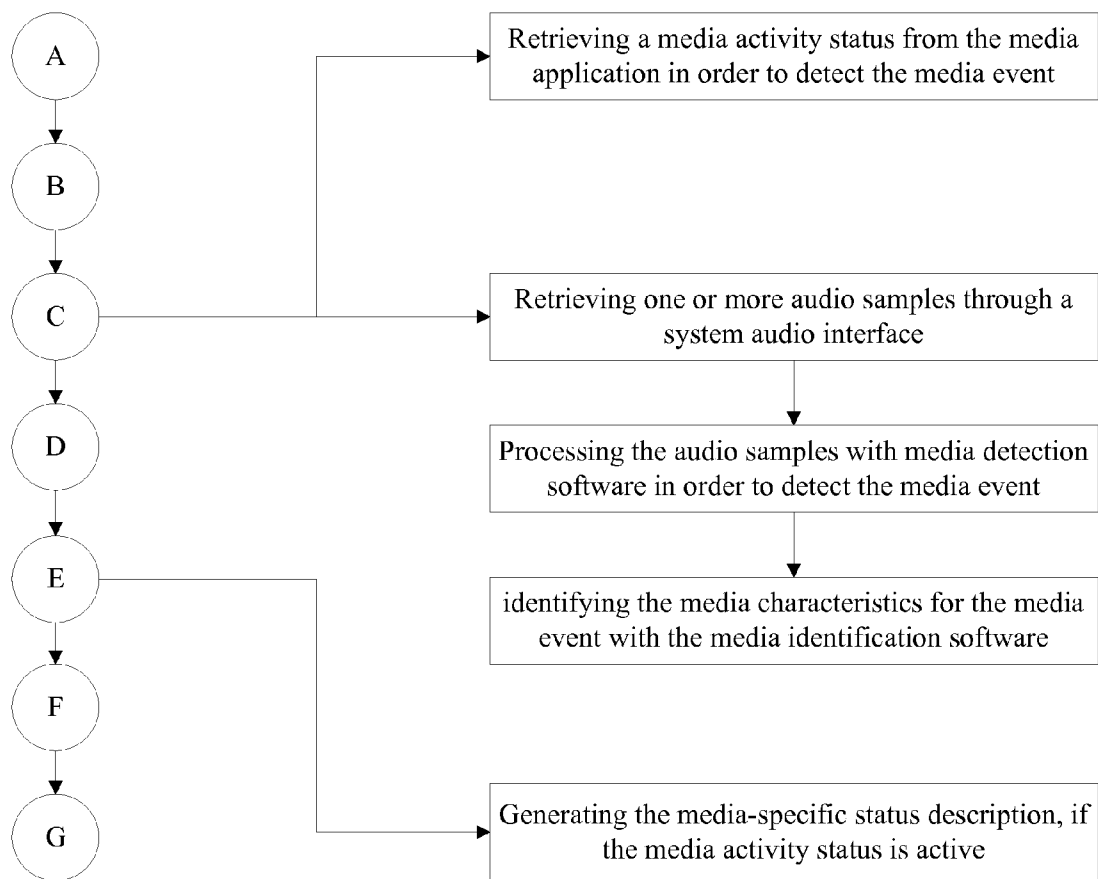 A
Retrieving a media activity status from the media
application in order to detect the media event
B
C
Retrieving one or more audio samples through a
system audio interface
D
Processing the audio samples with media detection
software in order to detect the media event
E
identifying the media characteristics for the media
event with the media identification software
F
G
Generating the media-specific status description, if
the media activity status is active